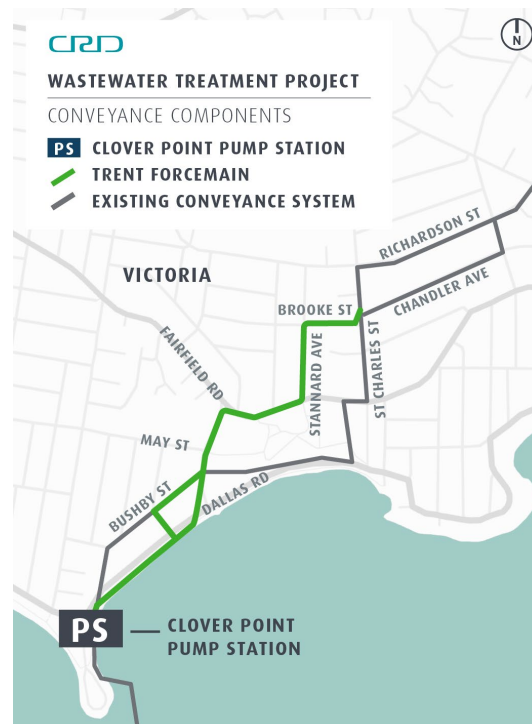 CRD
N
WASTEWATER TREATMENT PROJECT
CONVEYANCE COMPONENTS
PS CLOVER POINT PUMP STATION
TRENT FORCEMAIN
EXISTING CONVEYANCE SYSTEM
RICHARDSON ST
VICTORIA
CHANDLER AVE
BROOKE ST
FAIRFIELD RD
STANNARD AVE
ST CHARLES ST
MAY ST
BUSHBY ST
DALLAS RD
PS
CLOVER POINT
PUMP STATION